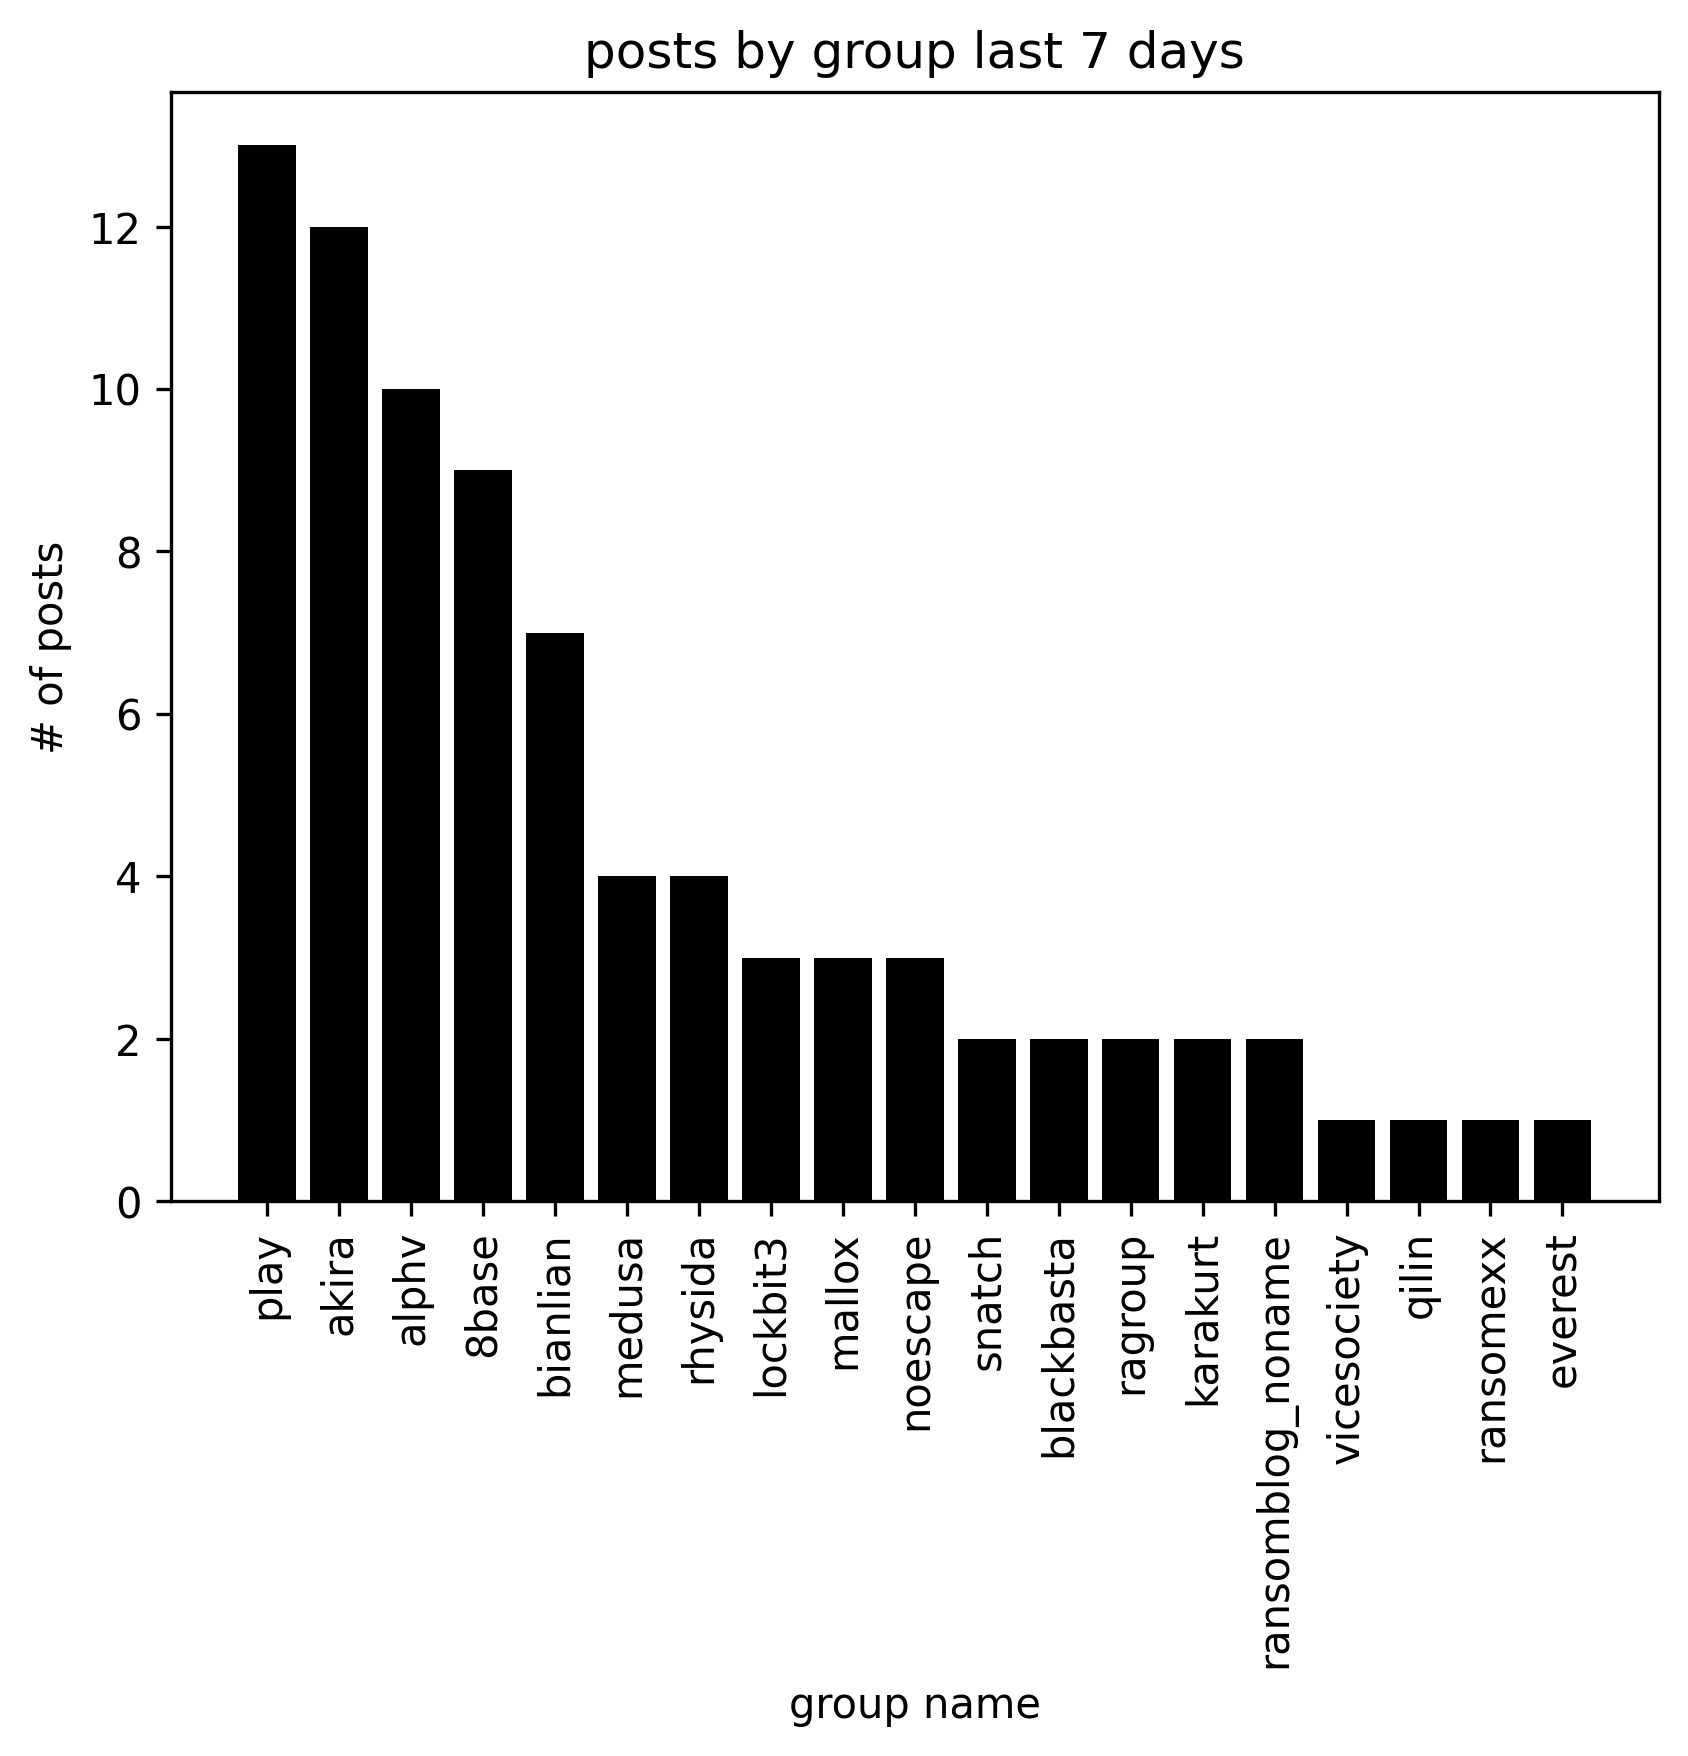 posts by group last 7 days
# of posts
12
10
8
6
4
2
0
play
akira
alphv
8base
bianlian
medusa
rhysida
lockbit3
mallox
noescape
snatch
blackbasta
ragroup
karakurt
ransomblog_noname
vicesociety
qilin
ransomexx
everest
group name